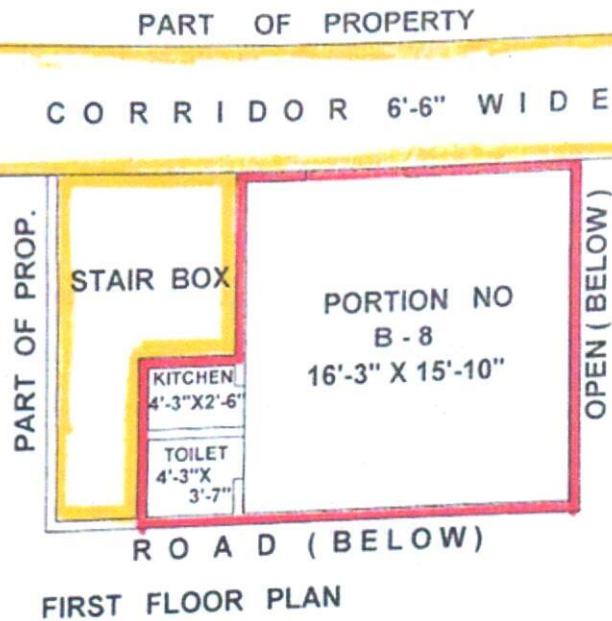 PART OF PROPERTY
CORRIDOR 6'-6" WIDE
PART OF PROP.
STAIR BOX
PORTION NO
B - 8
16'-3" X 15'-10"
OPEN (BELOW)
KITCHEN
4'-3"X2'-6"
TOILET
4'-3"X
3'-7"
ROAD (BELOW)
FIRST FLOOR PLAN